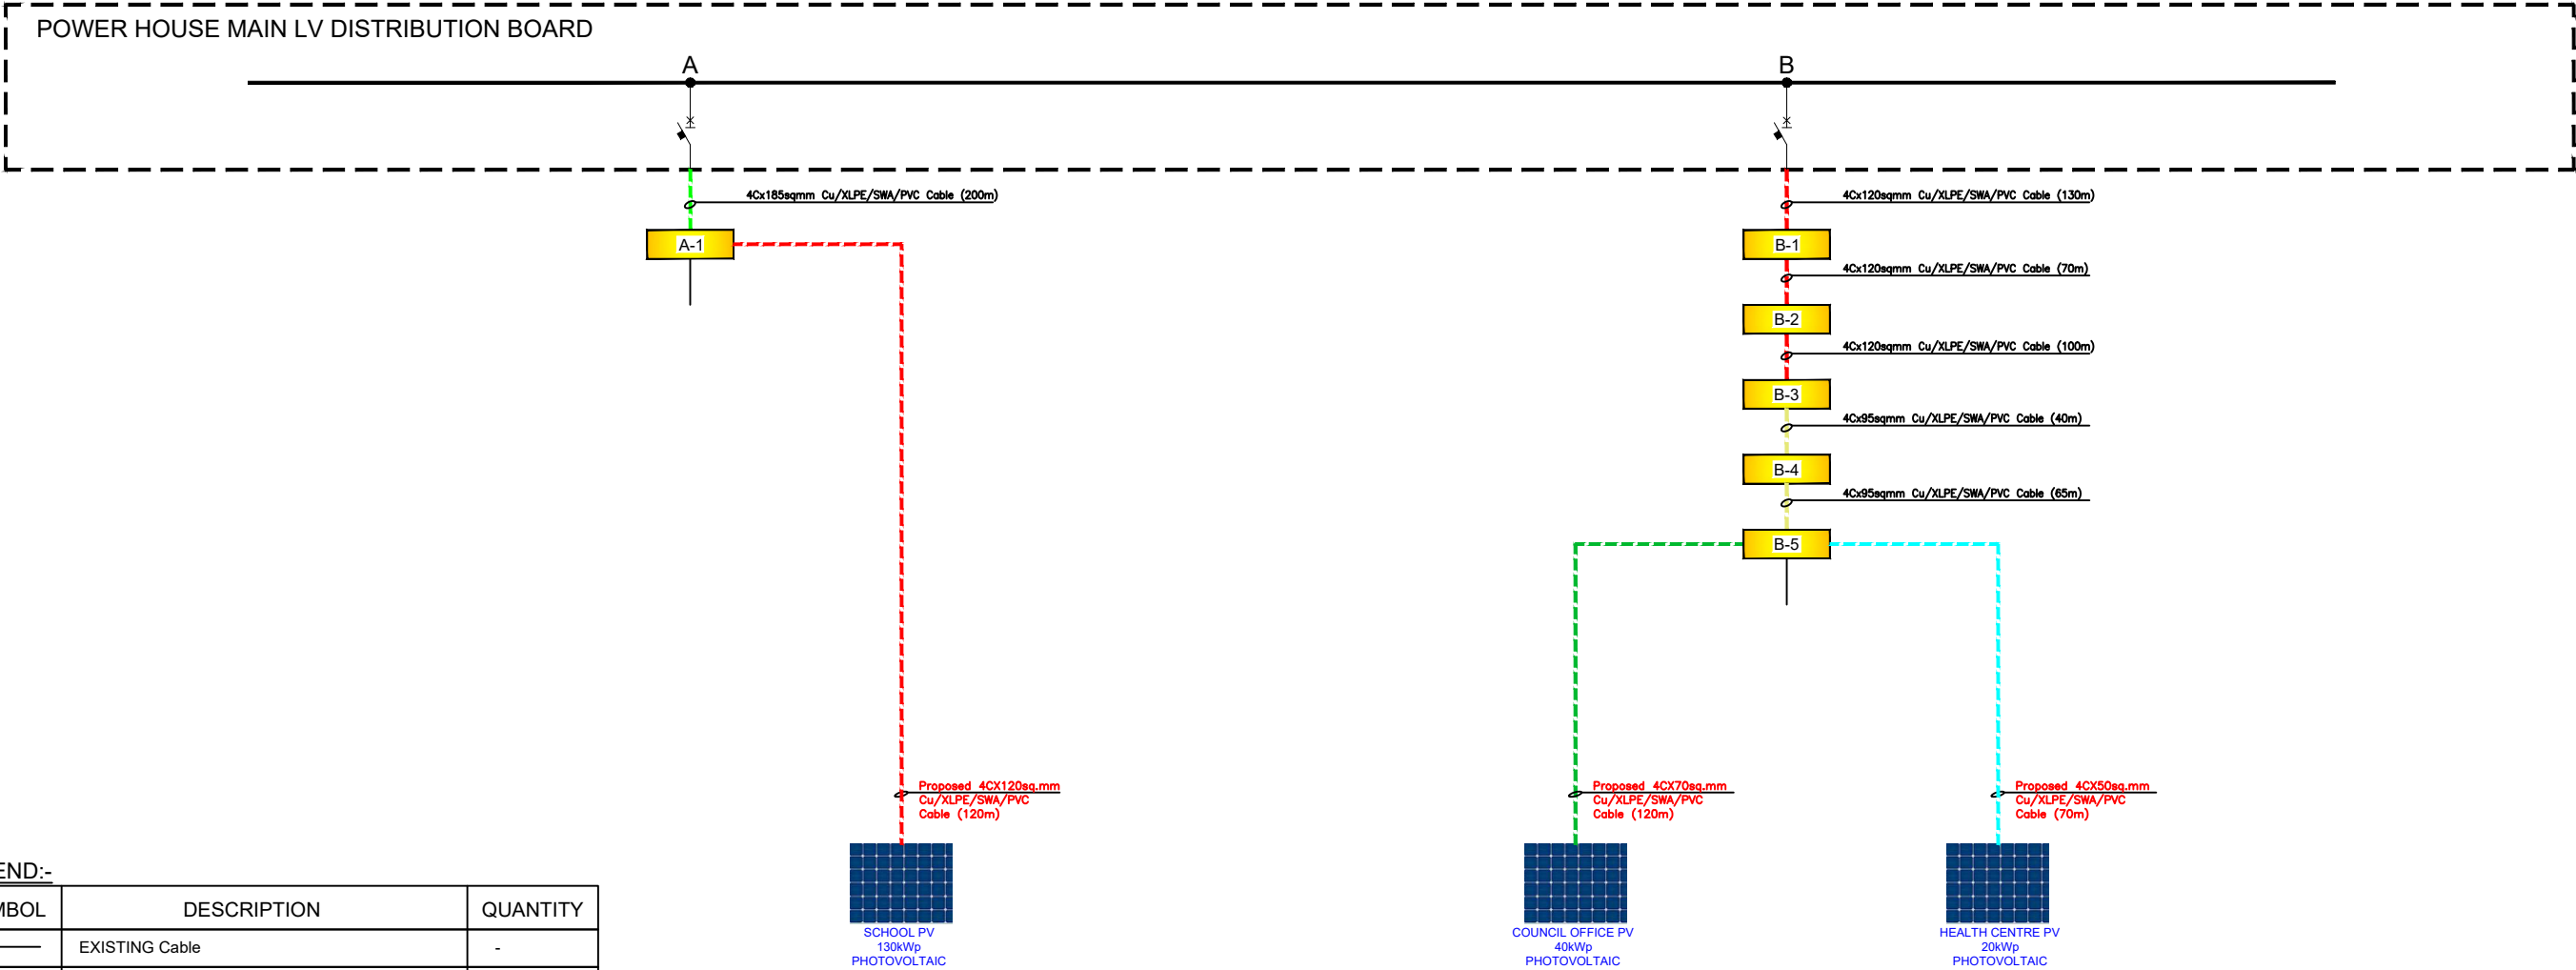 POWER HOUSE MAIN LV DISTRIBUTION BOARD
A
B
4Cx185sqmm Cu/XLPE/SWA/PVC Cable (200m)
4Cx120sqmm Cu/XLPE/SWA/PVC Cable (130m)
A-1
B-1
4Cx120sqmm Cu/XLPE/SWA/PVC Cable (70m)
B-2
4Cx120sqmm Cu/XLPE/SWA/PVC Cable (100m)
B-3
4Cx95sqmm Cu/XLPE/SWA/PVC Cable (40m)
B-4
4Cx95sqmm Cu/XLPE/SWA/PVC Cable (65m)
B-5
Proposed 4CX120sq.mm
Cu/XLPE/SWA/PVC
Cable (120m)
Proposed 4CX70sq.mm
Cu/XLPE/SWA/PVC
Cable (120m)
Proposed 4CX50sq.mm
Cu/XLPE/SWA/PVC
Cable (70m)
SCHOOL PV
130kWp
PHOTOVOLTAIC
COUNCIL OFFICE PV
40kWp
PHOTOVOLTAIC
HEALTH CENTRE PV
20kWp
PHOTOVOLTAIC
END:-
MBOL DESCRIPTION QUANTITY
EXISTING Cable -